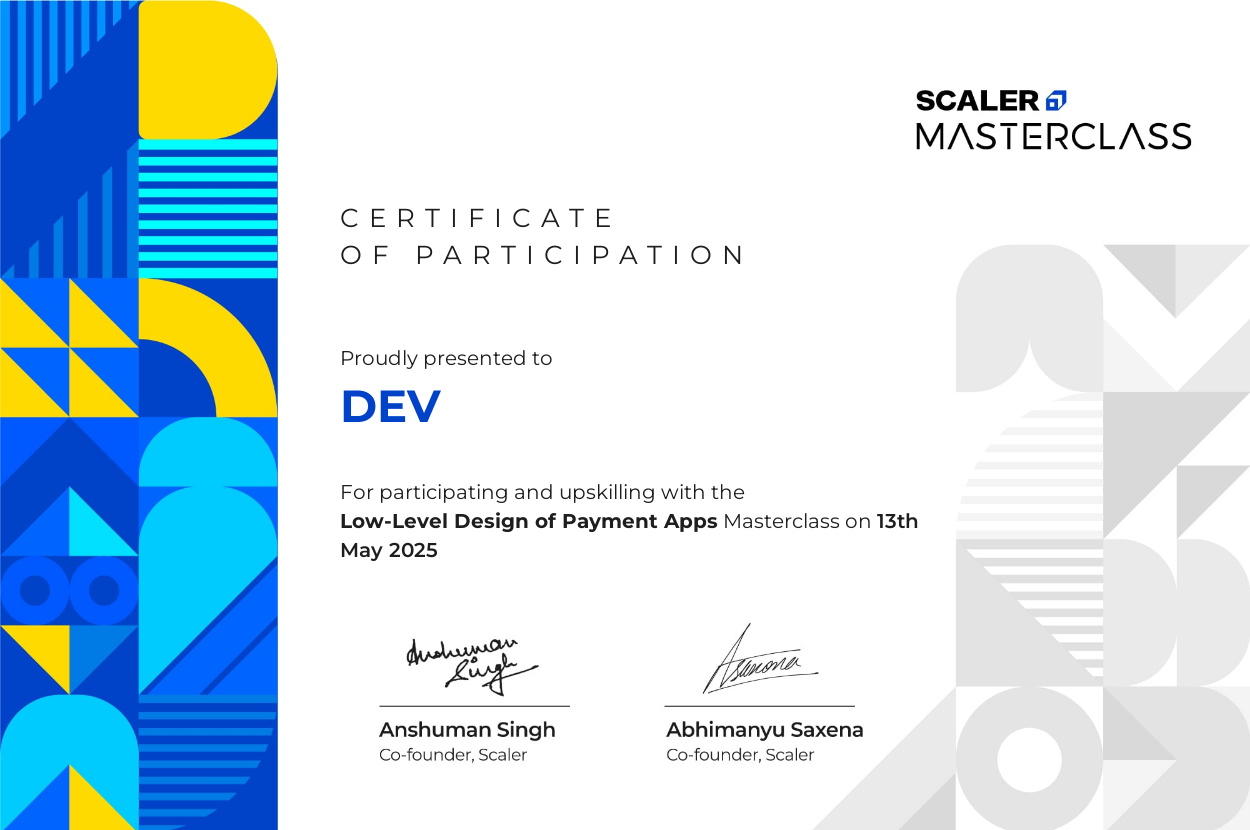 SCALER
MASTERCLASS
CERTIFICATE
OF PARTICIPATION
Proudly presented to
DEV
For participating and upskilling with the
Low-Level Design of Payment Apps Masterclass on 13th
May 2025
Anshuman Singh
Asaxena
Anshuman Singh
Co-founder, Scaler
Abhimanyu Saxena
Co-founder, Scaler